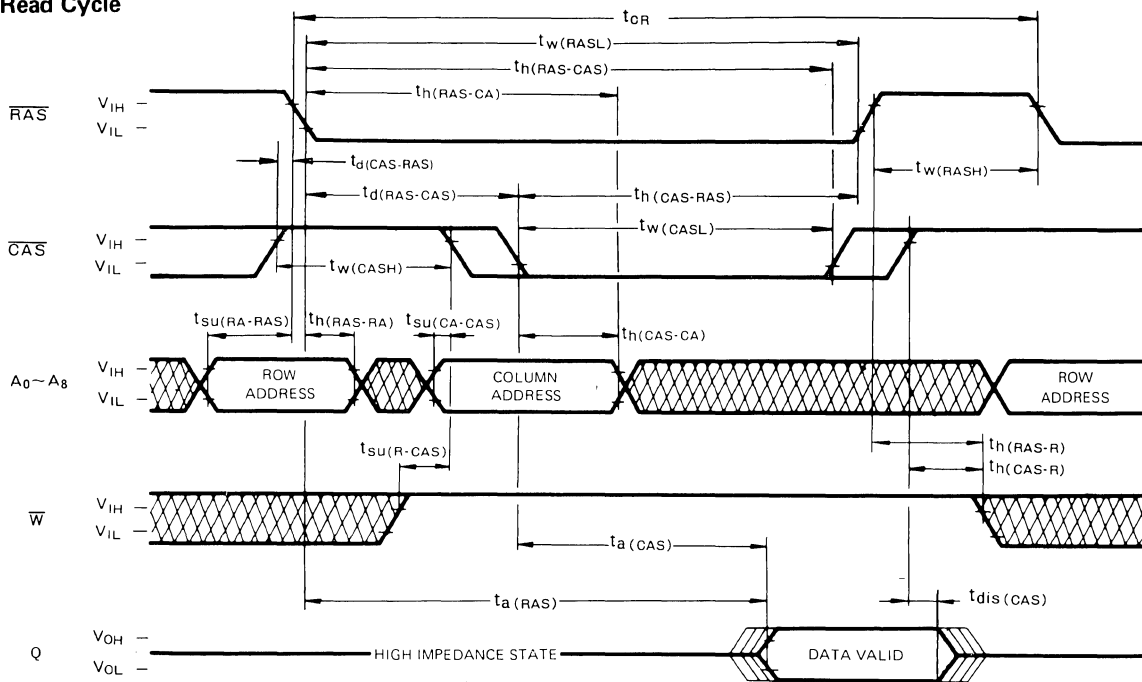 Read Cycle
tCR
tw(RASL)
th(RAS-CAS)
th(RAS-CA)
RAS
VIH
VIL
td(CAS-RAS)
tw(RASH)
td(RAS-CAS)
th(CAS-RAS)
tw(CASL)
CAS
VIH
VIL
tw(CASH)
tsu(RA-RAS)
th(RAS-RA)
tsu(CA-CAS)
th(CAS-CA)
A0~A8
VIH
VIL
ROW
ADDRESS
COLUMN
ADDRESS
ROW
ADDRESS
tsu(R-CAS)
th(RAS-R)
th(CAS-R)
W
VIH
VIL
ta(CAS)
ta(RAS)
tdis(CAS)
Q
VOH
VOL
HIGH IMPEDANCE STATE
DATA VALID